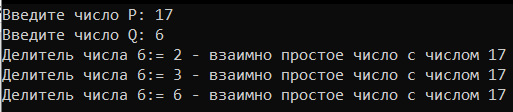 Введите число P: 17
Введите число Q: 6
Делитель числа 6:= 2 - взаимно простое число с числом 17
Делитель числа 6:= 3 - взаимно простое число с числом 17
Делитель числа 6:= 6 - взаимно простое число с числом 17